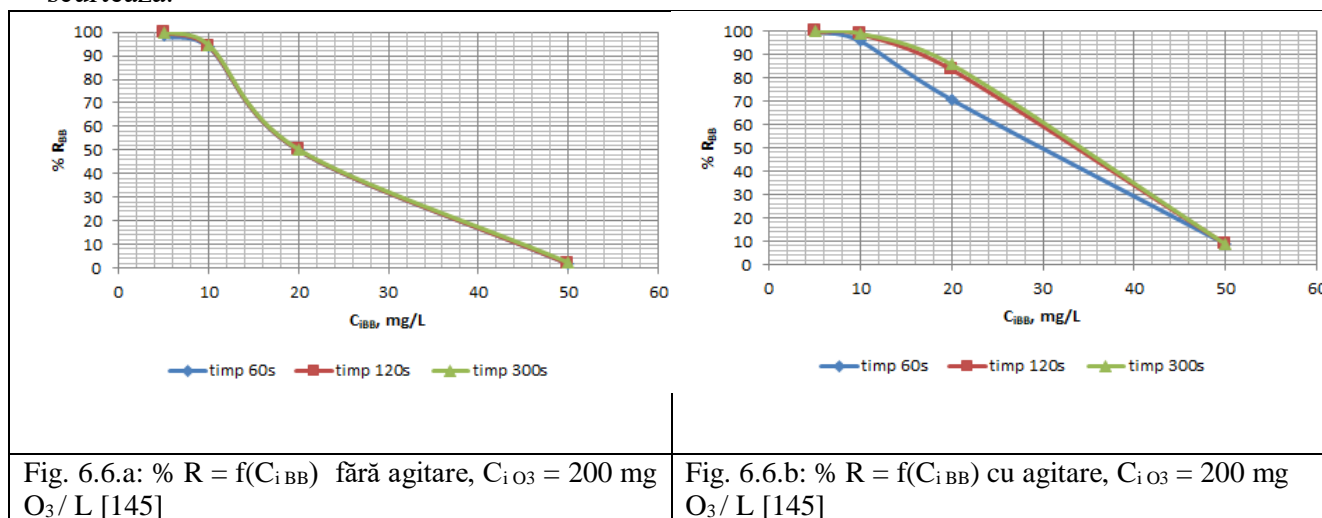 scurtează.
100
90
80
70
60
50
40
30
20
10
0
% R_BB
0 10 20 30 40 50 60
C_iBB, mg/L
timp 60s timp 120s timp 300s
100
90
80
70
60
50
40
30
20
10
0
% R_BB
0 10 20 30 40 50 60
C_iBB, mg/L
timp 60s timp 120s timp 300s
Fig. 6.6.a: % R = f(C_i BB) fără agitare, C_i O3 = 200 mg
O_3 / L [145]
Fig. 6.6.b: % R = f(C_i BB) cu agitare, C_i O3 = 200 mg
O_3 / L [145]